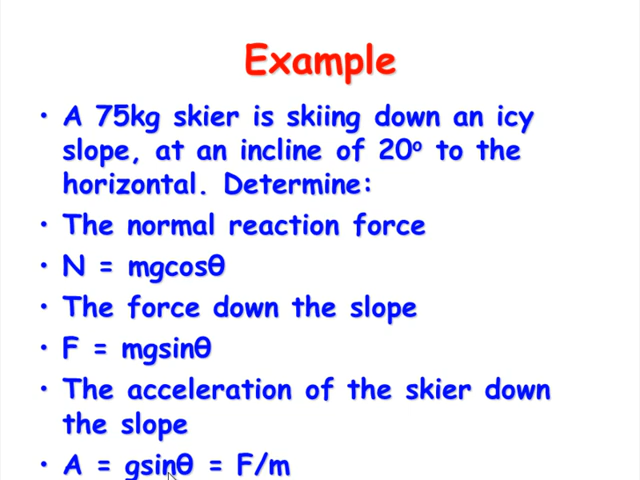 Example
• A 75kg skier is skiing down an icy
slope, at an incline of 20° to the
horizontal. Determine:
• The normal reaction force
• N = mgcosθ
• The force down the slope
• F = mgsinθ
• The acceleration of the skier down
the slope
• A = gsinθ = F/m